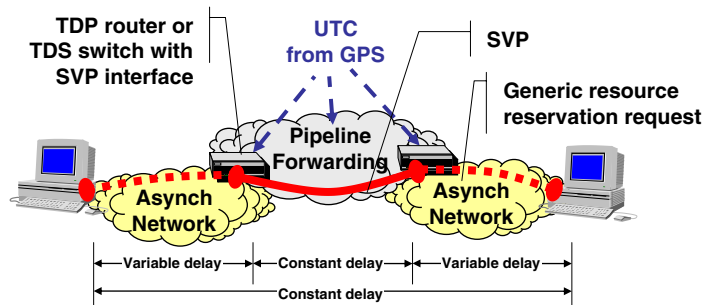 TDP router or
TDS switch with
SVP interface
UTC
from GPS
SVP
Generic resource
reservation request
Pipeline
Forwarding
Asynch
Network
Asynch
Network
Variable delay
Constant delay
Variable delay
Constant delay